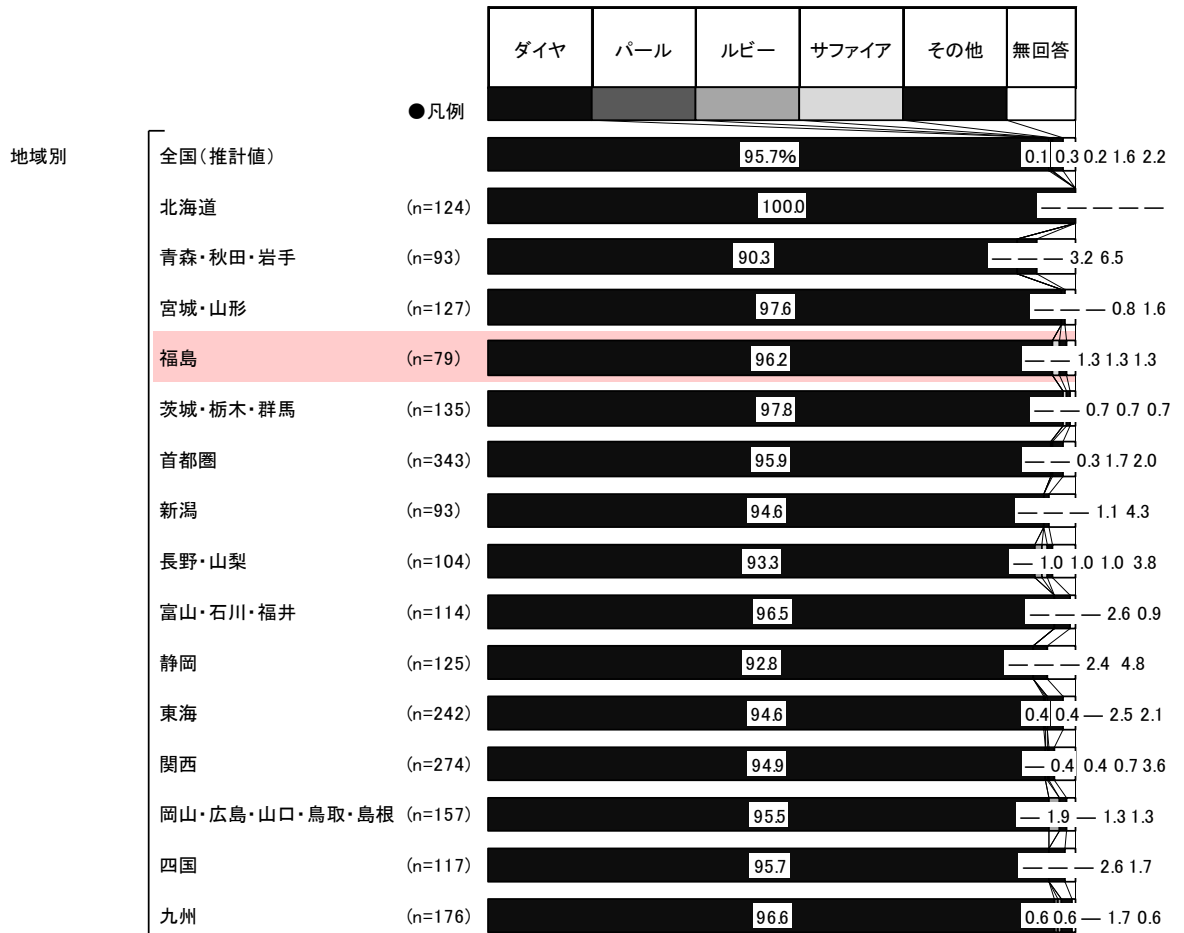 ダイヤ パール ルビー サファイア その他 無回答
●凡例
地域別
全国(推計値) 95.7% 0.1 0.3 0.2 1.6 2.2
北海道 (n=124) 100.0 — — — — —
青森・秋田・岩手 (n=93) 90.3 — — — 3.2 6.5
宮城・山形 (n=127) 97.6 — — — 0.8 1.6
福島 (n=79) 96.2 — — 1.3 1.3 1.3
茨城・栃木・群馬 (n=135) 97.8 — — 0.7 0.7 0.7
首都圏 (n=343) 95.9 — — 0.3 1.7 2.0
新潟 (n=93) 94.6 — — — 1.1 4.3
長野・山梨 (n=104) 93.3 — 1.0 1.0 1.0 3.8
富山・石川・福井 (n=114) 96.5 — — — 2.6 0.9
静岡 (n=125) 92.8 — — — 2.4 4.8
東海 (n=242) 94.6 0.4 0.4 — 2.5 2.1
関西 (n=274) 94.9 — 0.4 0.4 0.7 3.6
岡山・広島・山口・鳥取・島根 (n=157) 95.5 — 1.9 — 1.3 1.3
四国 (n=117) 95.7 — — — 2.6 1.7
九州 (n=176) 96.6 0.6 0.6 — 1.7 0.6